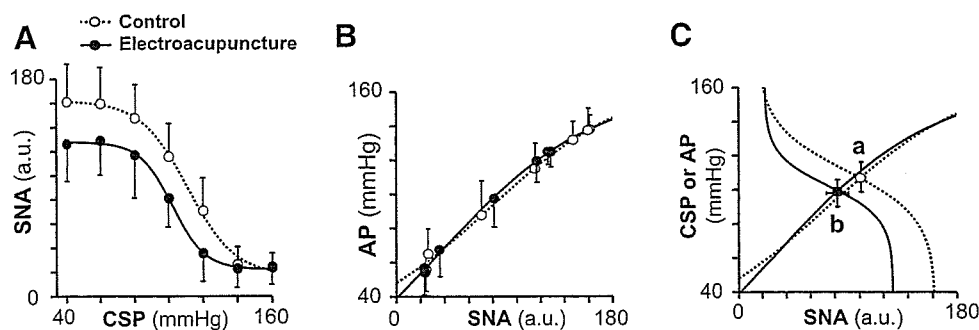 Control
Electroacupuncture
A
B
C
180
SNA (a.u.)
0
40
CSP (mmHg)
160
160
AP (mmHg)
40
0
SNA (a.u.)
180
160
CSP or AP
(mmHg)
40
a
b
0
SNA (a.u.)
180